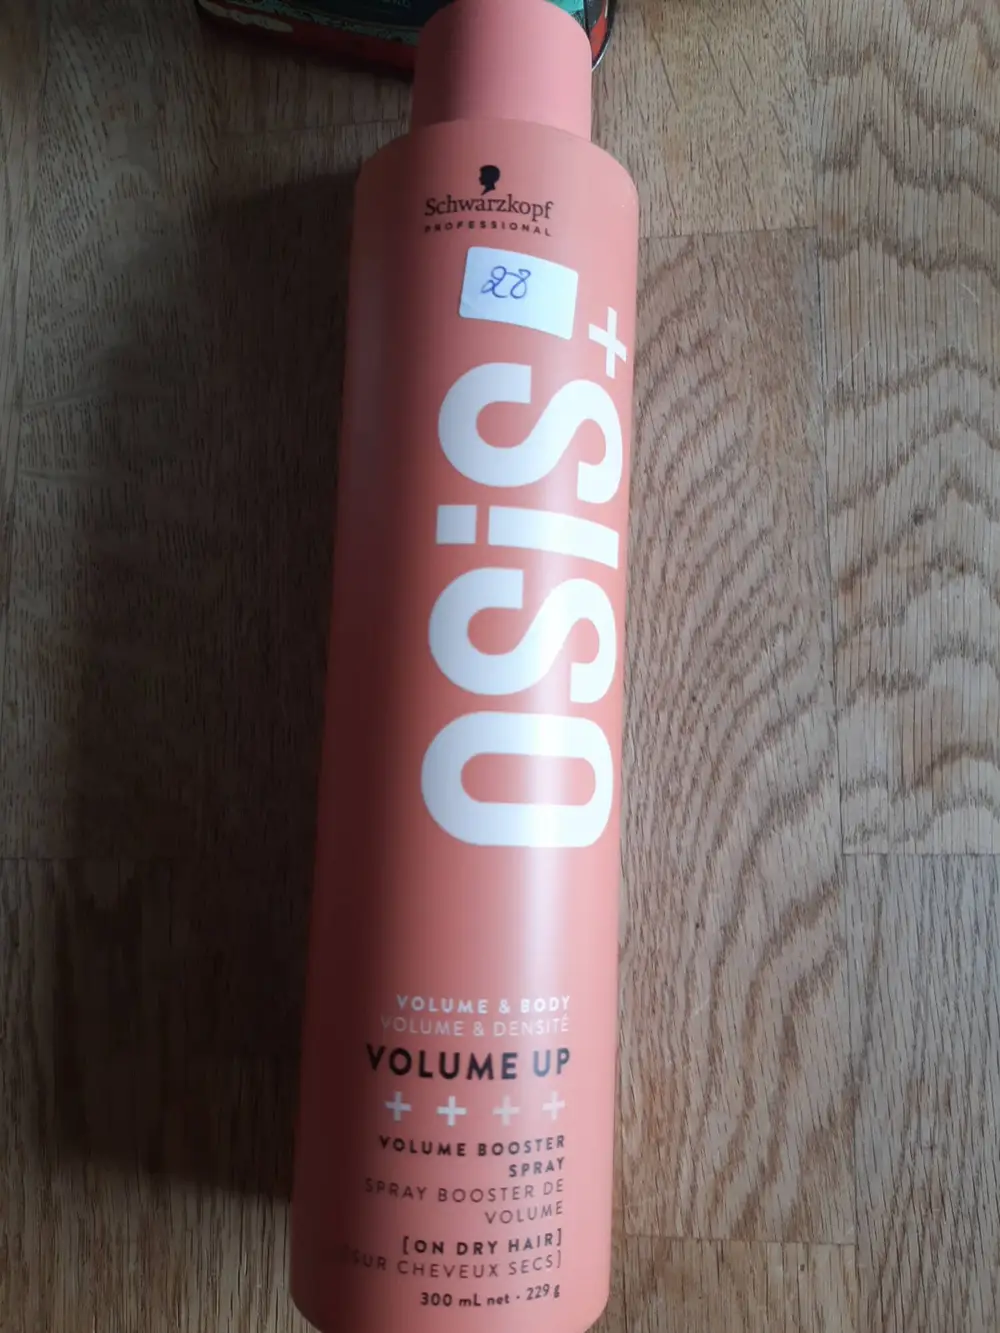 Schwarzkopf
PROFESSIONAL
28
OSiS+
VOLUME & BODY
VOLUME & DENSITÉ
VOLUME UP
++++
VOLUME BOOSTER
SPRAY
SPRAY BOOSTER DE
VOLUME
[ON DRY HAIR]
[SUR CHEVEUX SECS]
300 mL net · 229 g